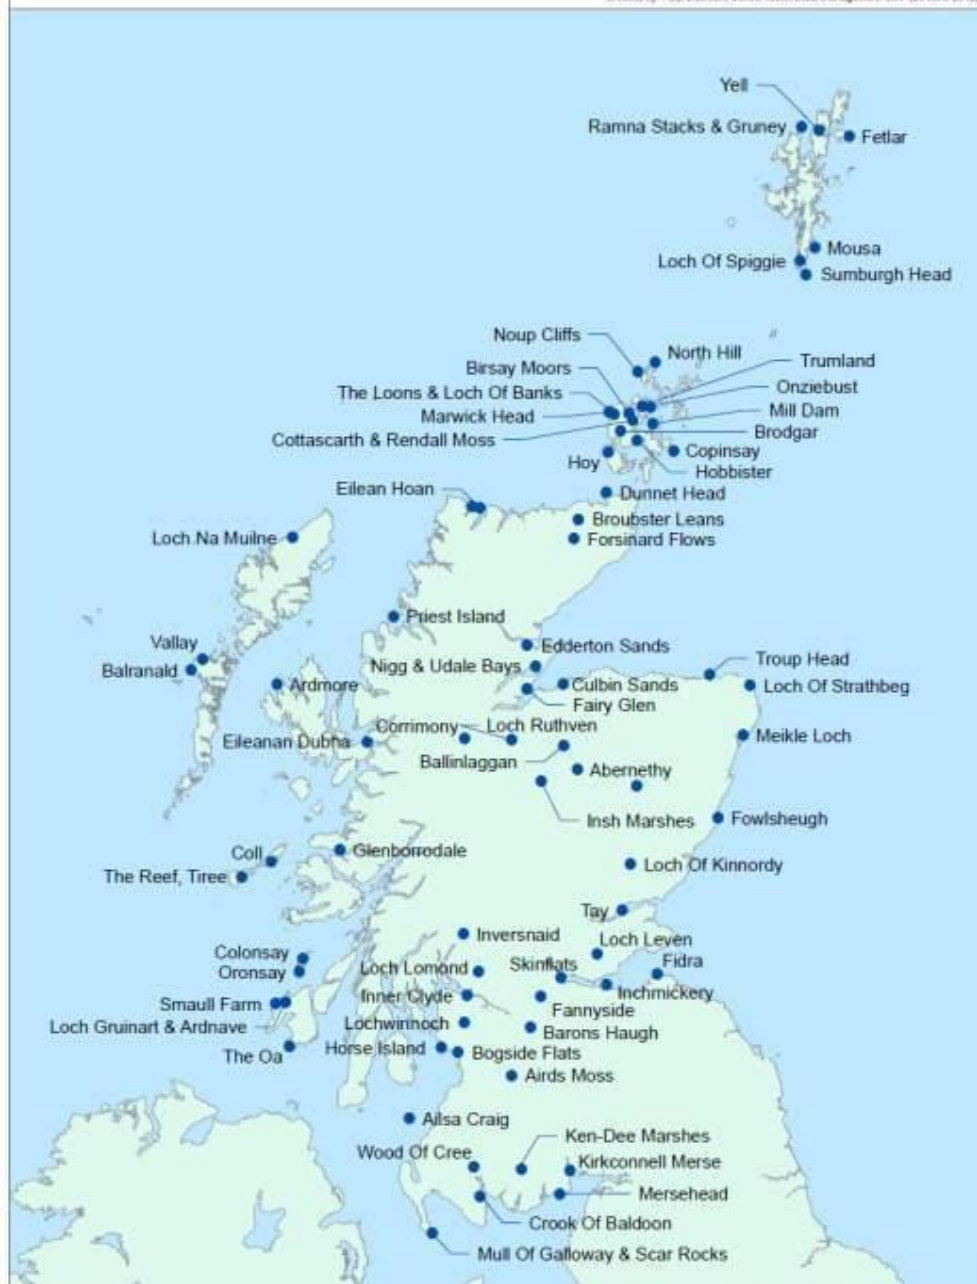 Yell
Ramna Stacks & Gruney
Fetlar
Mousa
Loch Of Spiggie
Sumburgh Head
Noup Cliffs
North Hill
Trumland
Birsay Moors
Onziebust
The Loons & Loch Of Banks
Mill Dam
Marwick Head
Brodgar
Cottascarth & Rendall Moss
Copinsay
Hoy
Hobbister
Eilean Hoan
Dunnet Head
Broubster Leans
Loch Na Muilne
Forsinard Flows
Priest Island
Edderton Sands
Vallay
Nigg & Udale Bays
Troup Head
Balranald
Ardmore
Culbin Sands
Loch Of Strathbeg
Fairy Glen
Corrimony
Loch Ruthven
Eileanan Dubha
Meikle Loch
Ballinlaggan
Abernethy
Insh Marshes
Fowlsheugh
Coll
Glenborrodale
Loch Of Kinnordy
The Reef, Tiree
Tay
Inversnaid
Loch Leven
Colonsay
Skinflats
Fidra
Oronsay
Loch Lomond
Inchmickery
Smaull Farm
Inner Clyde
Fannyside
Loch Gruinart & Ardnave
Lochwinnoch
Barons Haugh
The Oa
Horse Island
Bogside Flats
Airds Moss
Ailsa Craig
Ken-Dee Marshes
Wood Of Cree
Kirkconnell Merse
Mersehead
Crook Of Baldoon
Mull Of Galloway & Scar Rocks